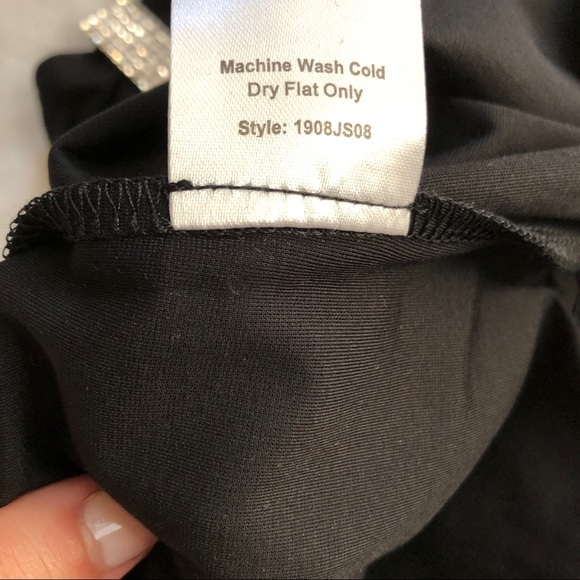 Machine Wash Cold
Dry Flat Only
Style: 1908JS08